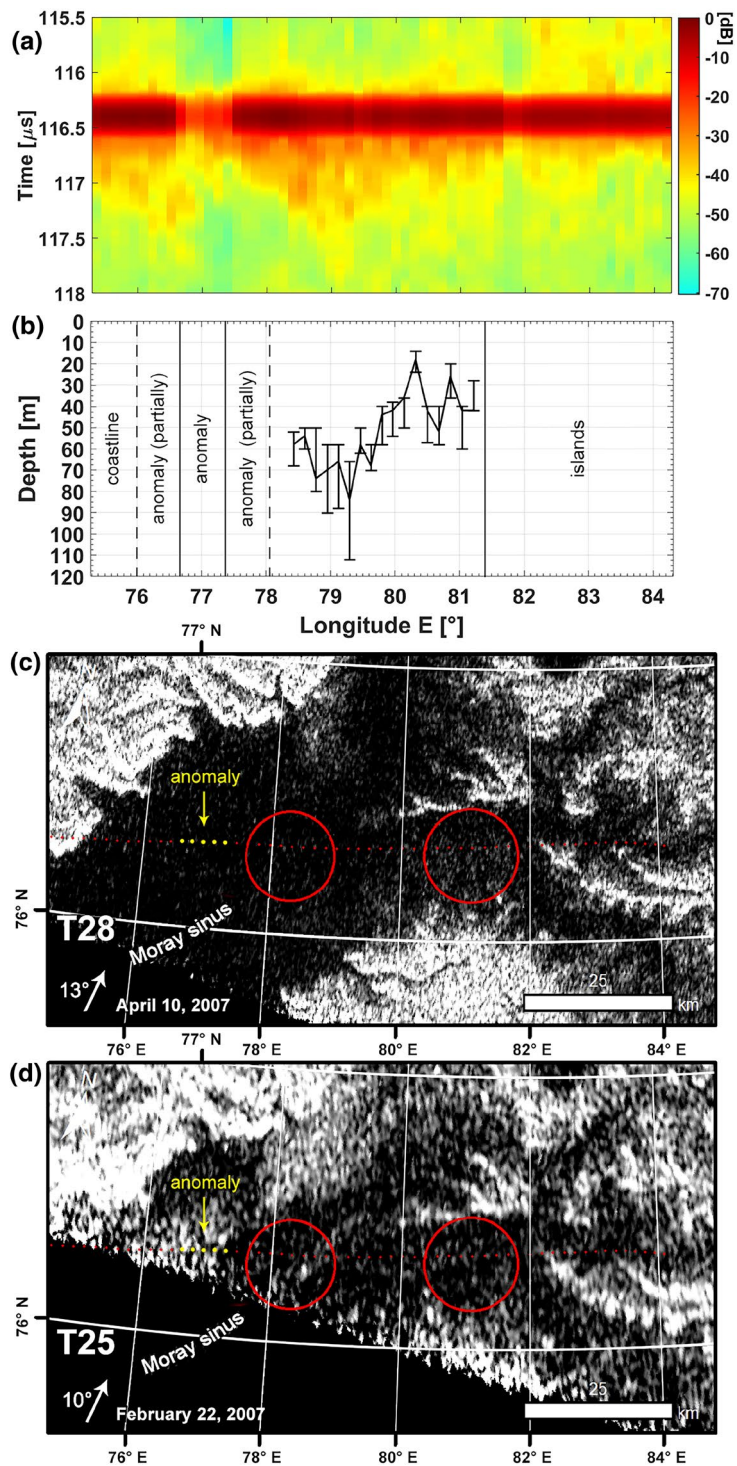 (a)
115.5
116
116.5
117
117.5
118
Time [μs]
0
-10
-20
-30
-40
-50
-60
-70
[dB]
(b)
0
10
20
30
40
50
60
70
80
90
100
110
120
Depth [m]
coastline
anomaly (partially)
anomaly
anomaly (partially)
islands
76 77 78 79 80 81 82 83 84
Longitude E [°]
77° N
(c)
anomaly
76° N
T28
Moray sinus
13°
April 10, 2007
25
km
76° E 78° E 80° E 82° E 84° E
77° N
(d)
N
anomaly
76° N
T25
Moray sinus
10°
February 22, 2007
25
km
76° E 78° E 80° E 82° E 84° E